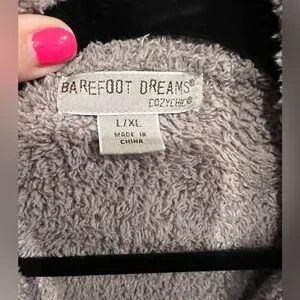 BAREFOOT DREAMS®
COZYCHIC®
L/XL
MADE IN
CHINA